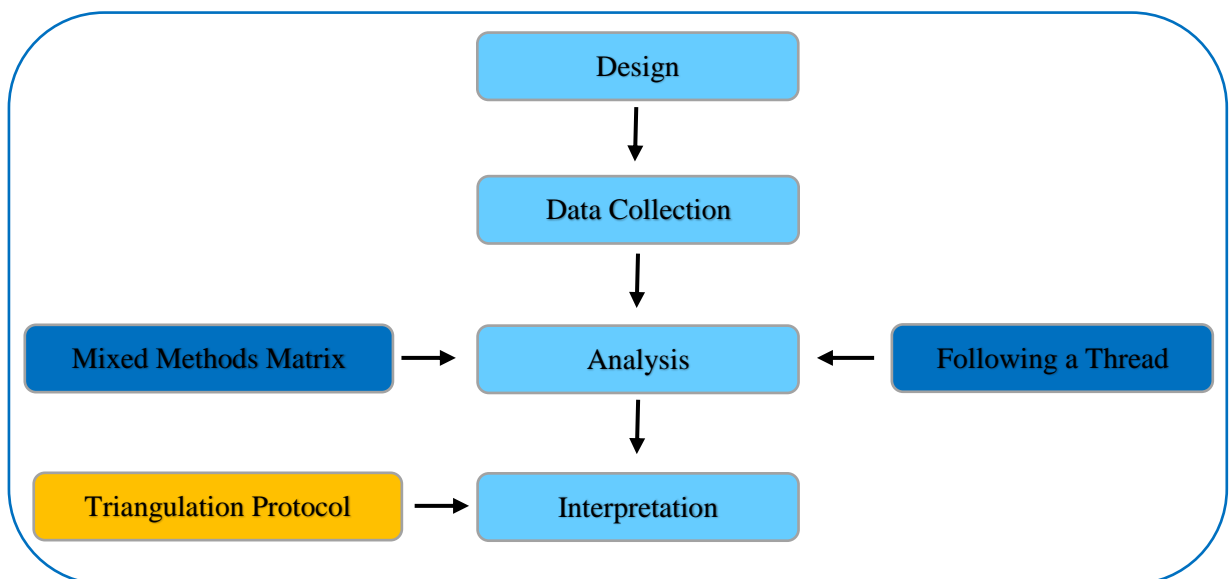 Design
Data Collection
Mixed Methods Matrix
Analysis
Following a Thread
Triangulation Protocol
Interpretation